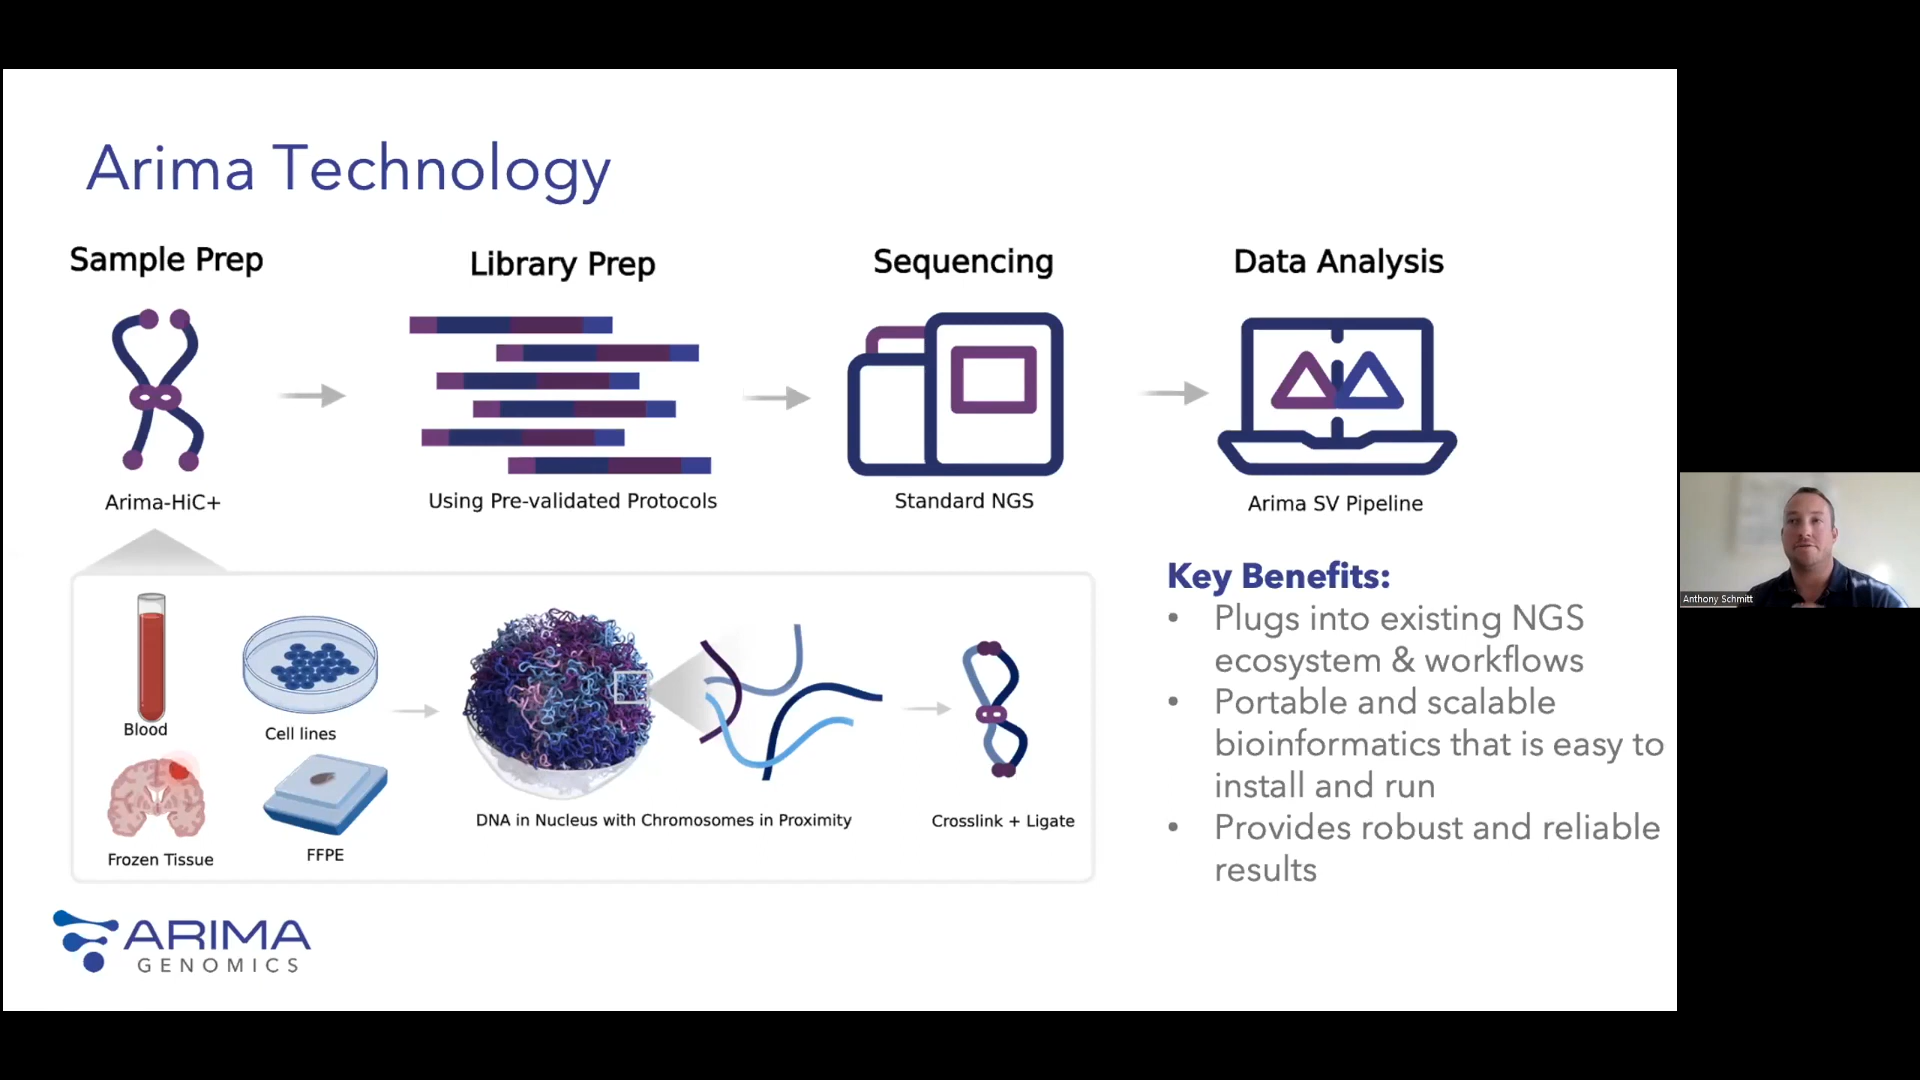 Arima Technology
Sample Prep
Library Prep
Sequencing
Data Analysis
Arima-HiC+
Using Pre-validated Protocols
Standard NGS
Arima SV Pipeline
Blood
Cell lines
Frozen Tissue
FFPE
DNA in Nucleus with Chromosomes in Proximity
Crosslink + Ligate
Key Benefits:
• Plugs into existing NGS
ecosystem & workflows
• Portable and scalable
bioinformatics that is easy to
install and run
• Provides robust and reliable
results
ARIMA
GENOMICS
Anthony Schmitt